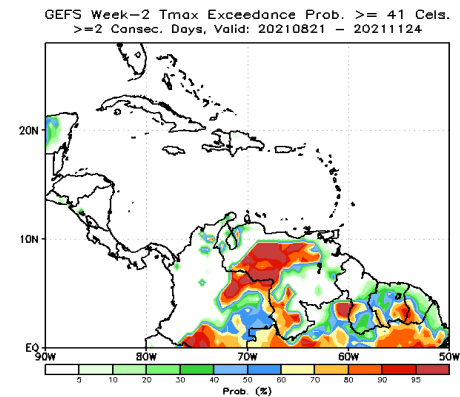 GEFS Week-2 Tmax Exceedance Prob. >= 41 Cels.
>=2 Consec. Days, Valid: 20210821 - 20211124
20N
10N
EQ
90W 80W 70W 60W 50W
5 10 20 30 40 50 60 70 80 90 95
Prob. (%)